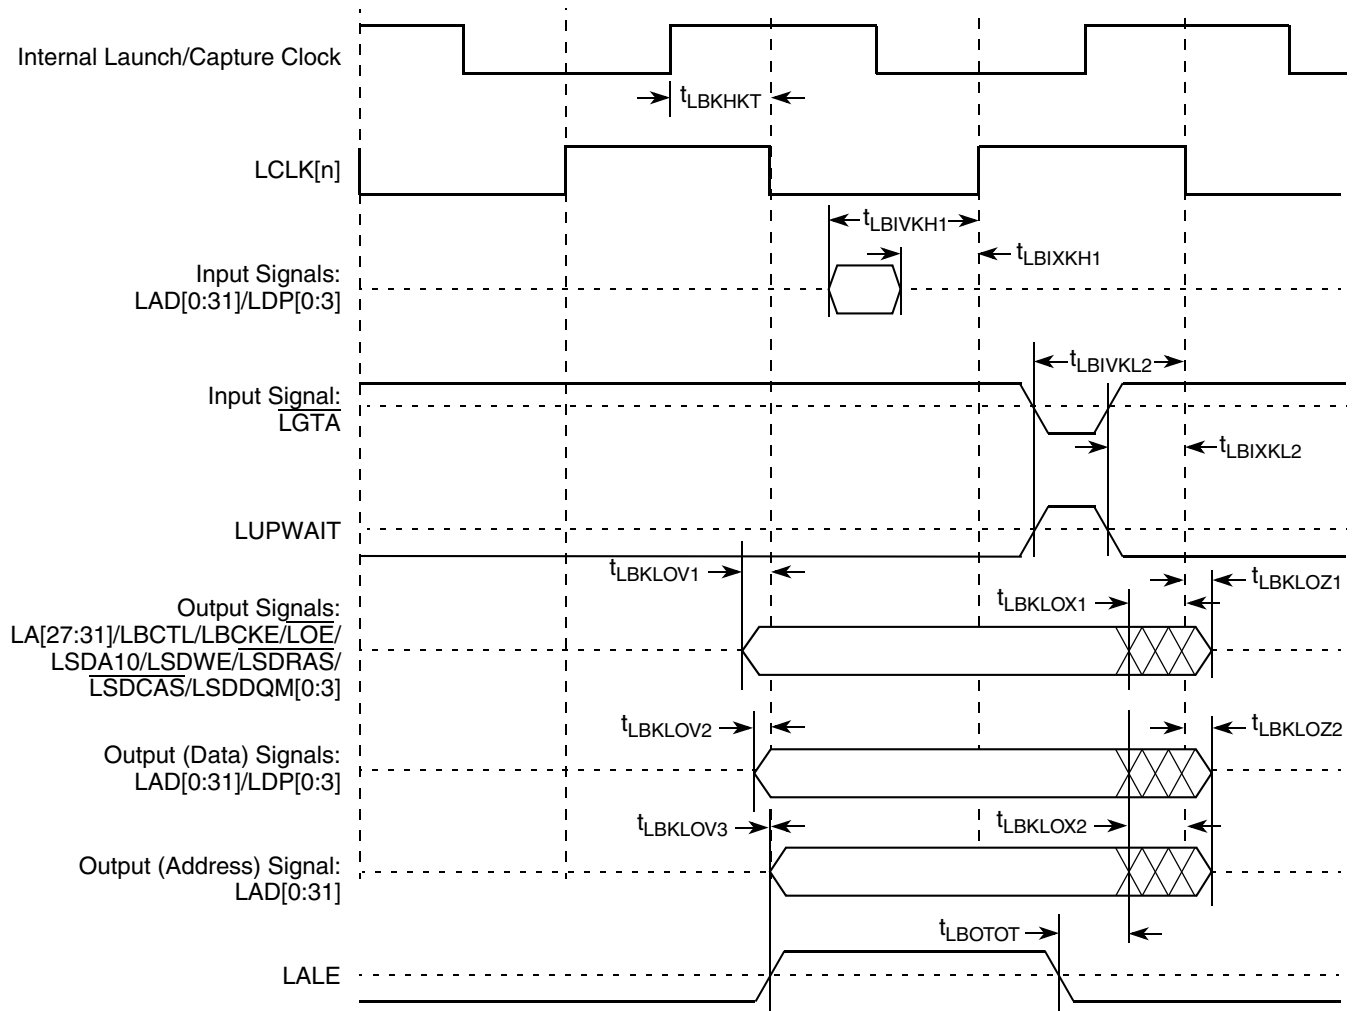 Internal Launch/Capture Clock
tLBKHKT
LCLK[n]
tLBIVKH1
tLBIXKH1
Input Signals:
LAD[0:31]/LDP[0:3]
tLBIVKL2
Input Signal:
LGTA
tLBIXKL2
LUPWAIT
tLBKLOV1
tLBKLOZ1
tLBKLOX1
Output Signals:
LA[27:31]/LBCTL/LBCKE/LOE/
LSDA10/LSDWE/LSDRAS/
LSDCAS/LSDDQM[0:3]
tLBKLOV2
tLBKLOZ2
Output (Data) Signals:
LAD[0:31]/LDP[0:3]
tLBKLOV3
tLBKLOX2
Output (Address) Signal:
LAD[0:31]
tLBOTOT
LALE